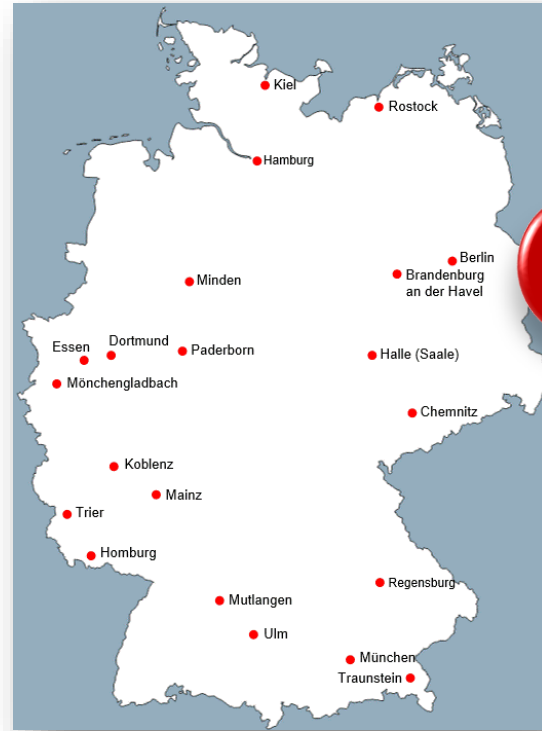 Kiel
Rostock
Hamburg
Berlin
Brandenburg
an der Havel
Minden
Dortmund
Essen
Paderborn
Halle (Saale)
Mönchengladbach
Chemnitz
Koblenz
Mainz
Trier
Homburg
Regensburg
Mutlangen
Ulm
München
Traunstein